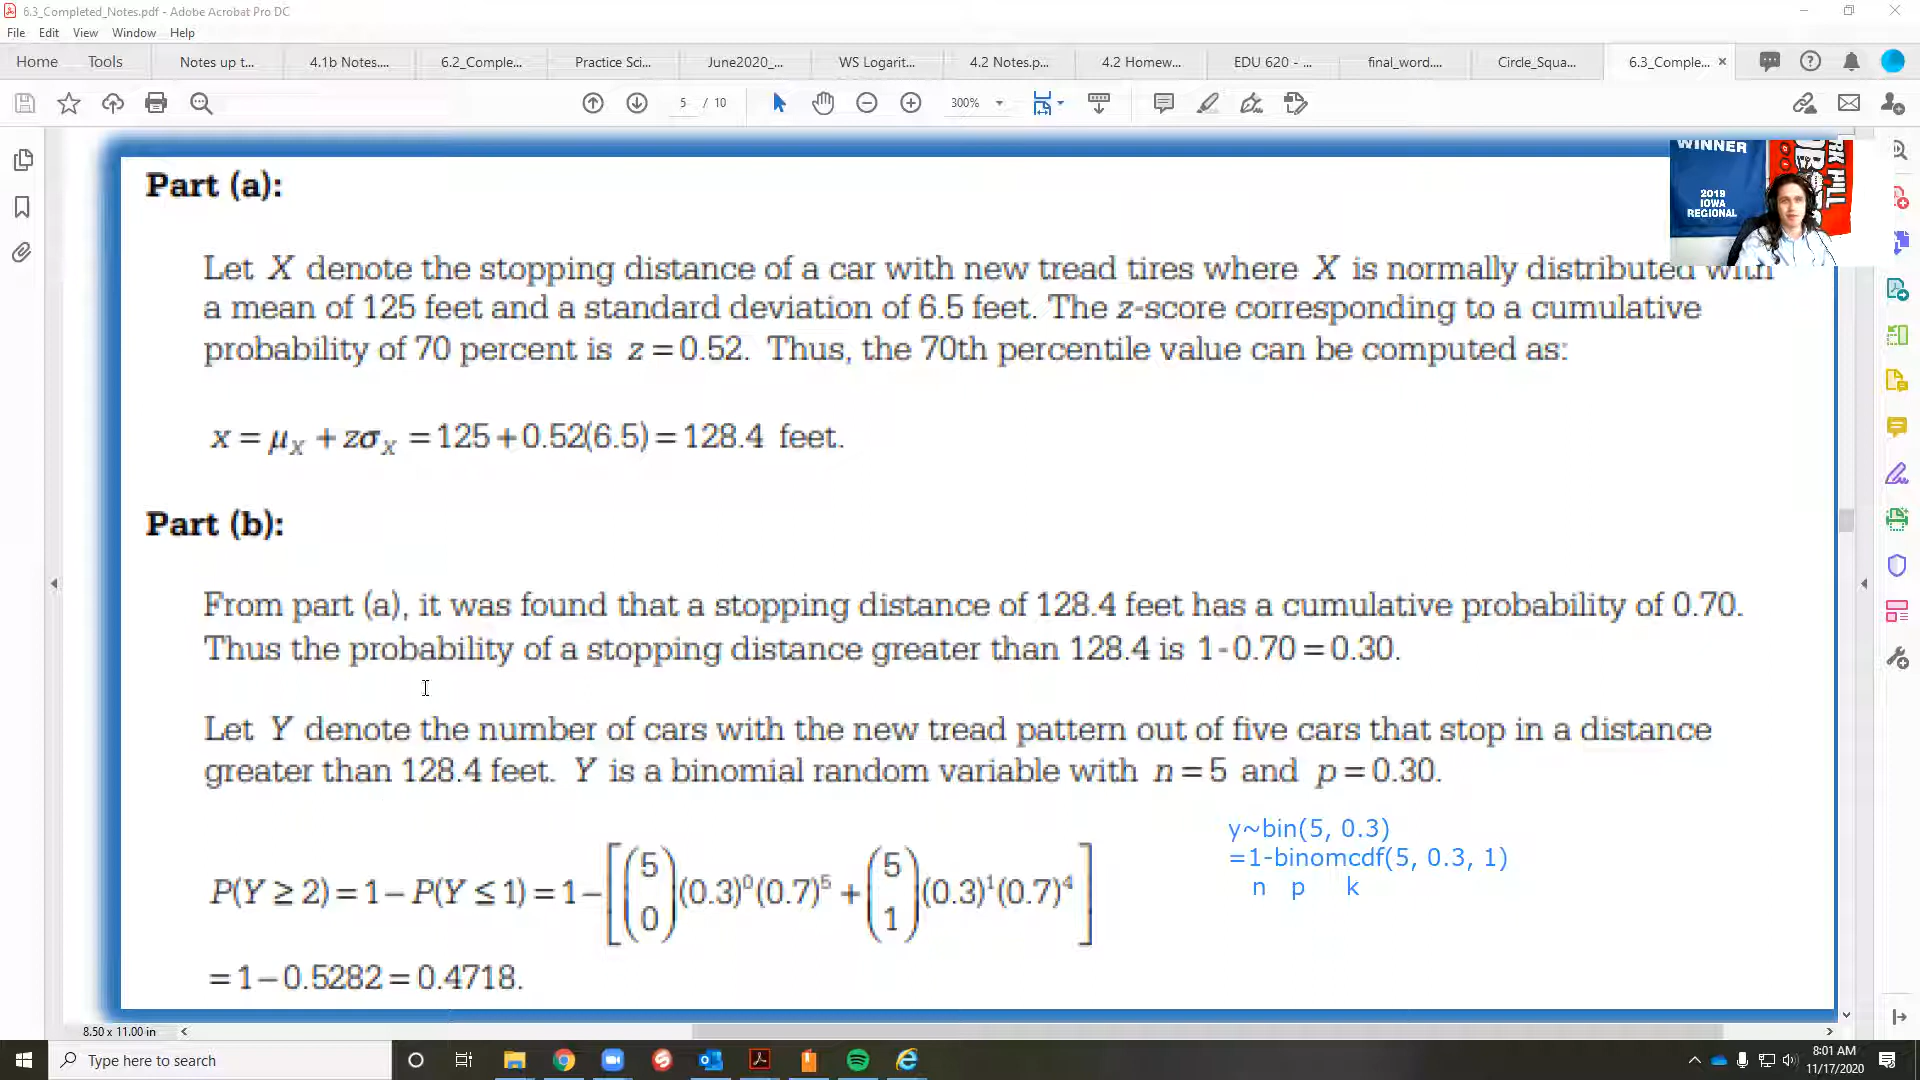 6.3_Completed_Notes.pdf - Adobe Acrobat Pro DC
File Edit View Window Help
Home Tools Notes up t... 4.1b Notes.... 6.2_Comple... Practice Sci... June2020_... WS Logarit... 4.2 Notes.p... 4.2 Homew... EDU 620 - ... final_word.... Circle_Squa... 6.3_Comple...
5 / 10 300%
WINNER
2019
IOWA
REGIONAL
Part (a):
Let X denote the stopping distance of a car with new tread tires where X is normally distributed with
a mean of 125 feet and a standard deviation of 6.5 feet. The z-score corresponding to a cumulative
probability of 70 percent is z = 0.52. Thus, the 70th percentile value can be computed as:
x = μX + zσX = 125 + 0.52(6.5) = 128.4 feet.
Part (b):
From part (a), it was found that a stopping distance of 128.4 feet has a cumulative probability of 0.70.
Thus the probability of a stopping distance greater than 128.4 is 1 - 0.70 = 0.30.
Let Y denote the number of cars with the new tread pattern out of five cars that stop in a distance
greater than 128.4 feet. Y is a binomial random variable with n = 5 and p = 0.30.
y~bin(5, 0.3)
=1-binomcdf(5, 0.3, 1)
n p k
P(Y ≥ 2) = 1 − P(Y ≤ 1) = 1 − [(5 0)(0.3)⁰(0.7)⁵ + (5 1)(0.3)¹(0.7)⁴]
= 1 − 0.5282 = 0.4718.
8.50 x 11.00 in
Type here to search
8:01 AM
11/17/2020